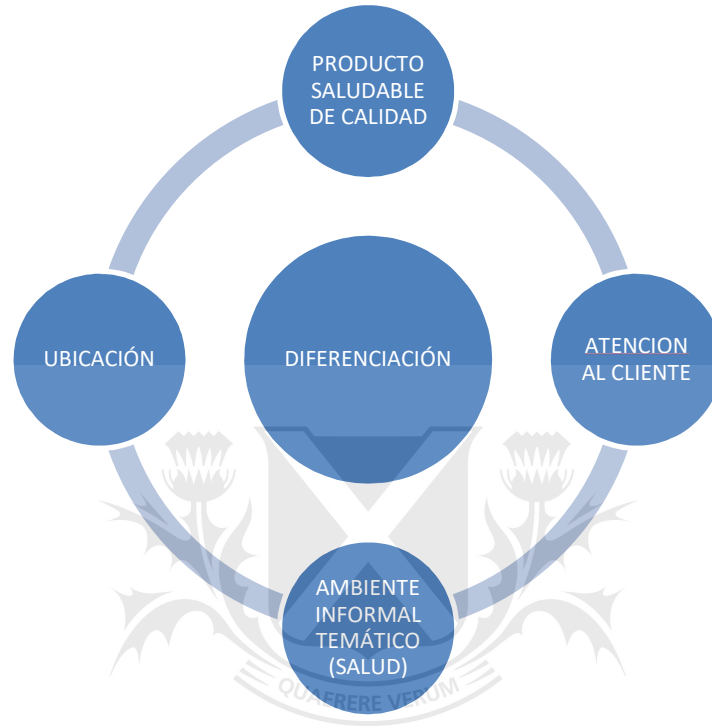 PRODUCTO
SALUDABLE
DE CALIDAD
UBICACIÓN
DIFERENCIACIÓN
ATENCION
AL CLIENTE
AMBIENTE
INFORMAL
TEMÁTICO
(SALUD)
QUAERERE VERUM